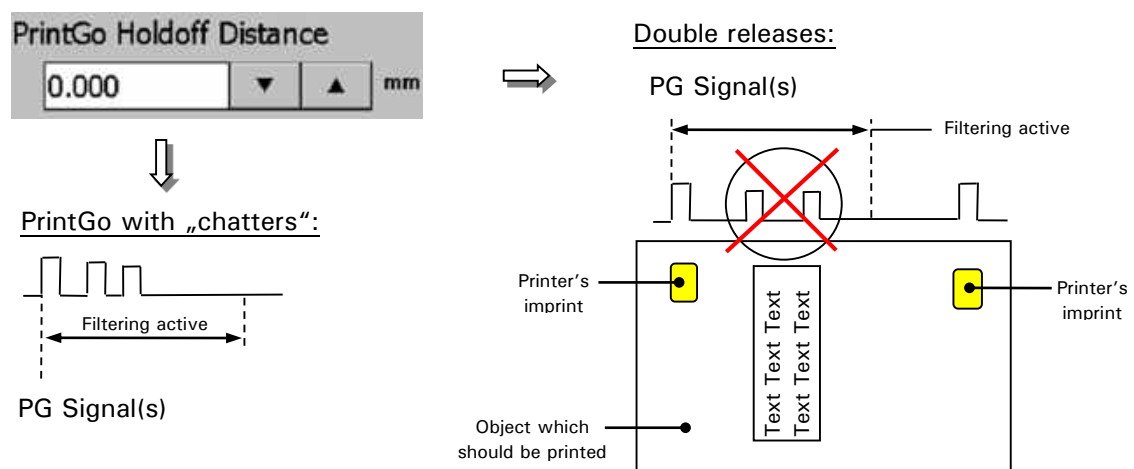 PrintGo Holdoff Distance
0.000
mm
PrintGo with „chatters“:
Filtering active
PG Signal(s)
Double releases:
PG Signal(s)
Filtering active
Printer's
imprint
Printer's
imprint
Text Text Text
Text Text Text
Object which
should be printed